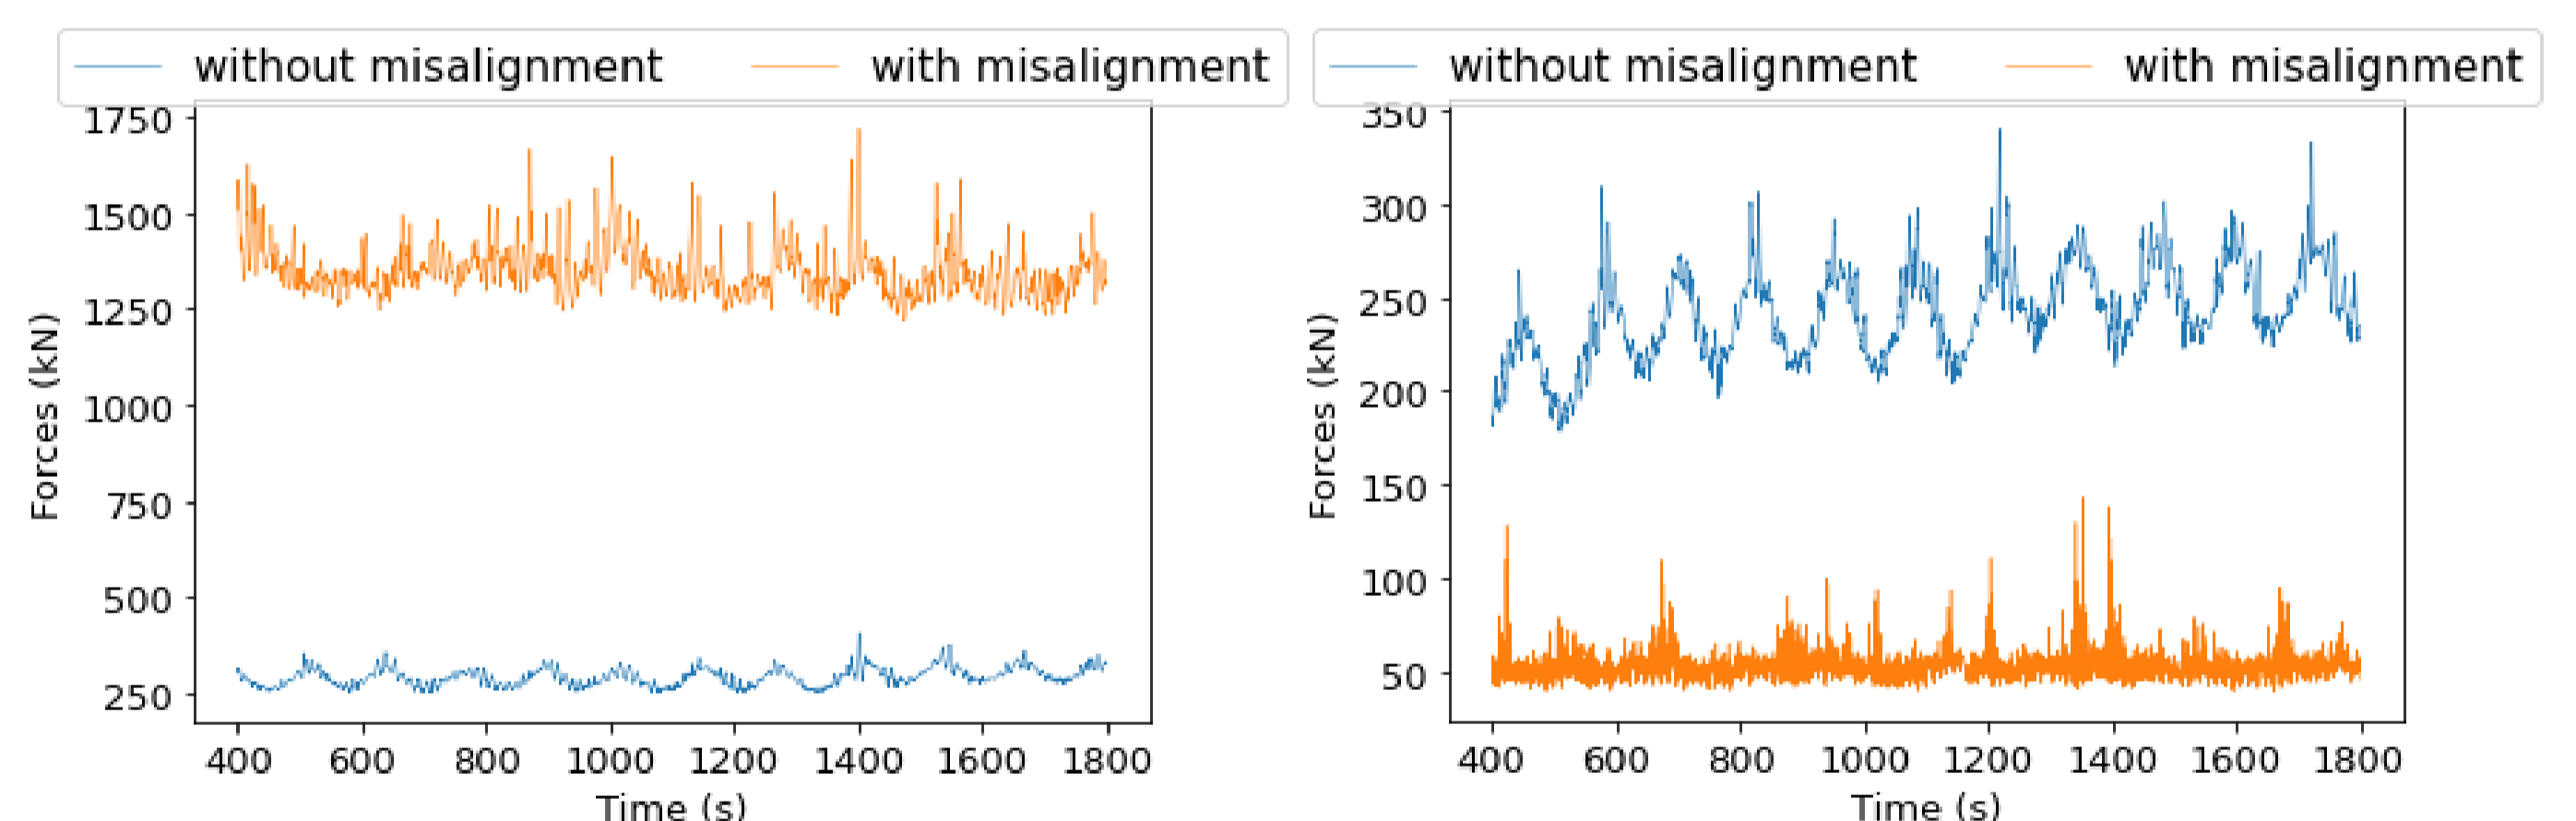 without misalignment with misalignment
1750
1500
1250
1000
750
500
250
Forces (kN)
400 600 800 1000 1200 1400 1600 1800
Time (s)
without misalignment with misalignment
350
300
250
200
150
100
50
Forces (kN)
400 600 800 1000 1200 1400 1600 1800
Time (s)